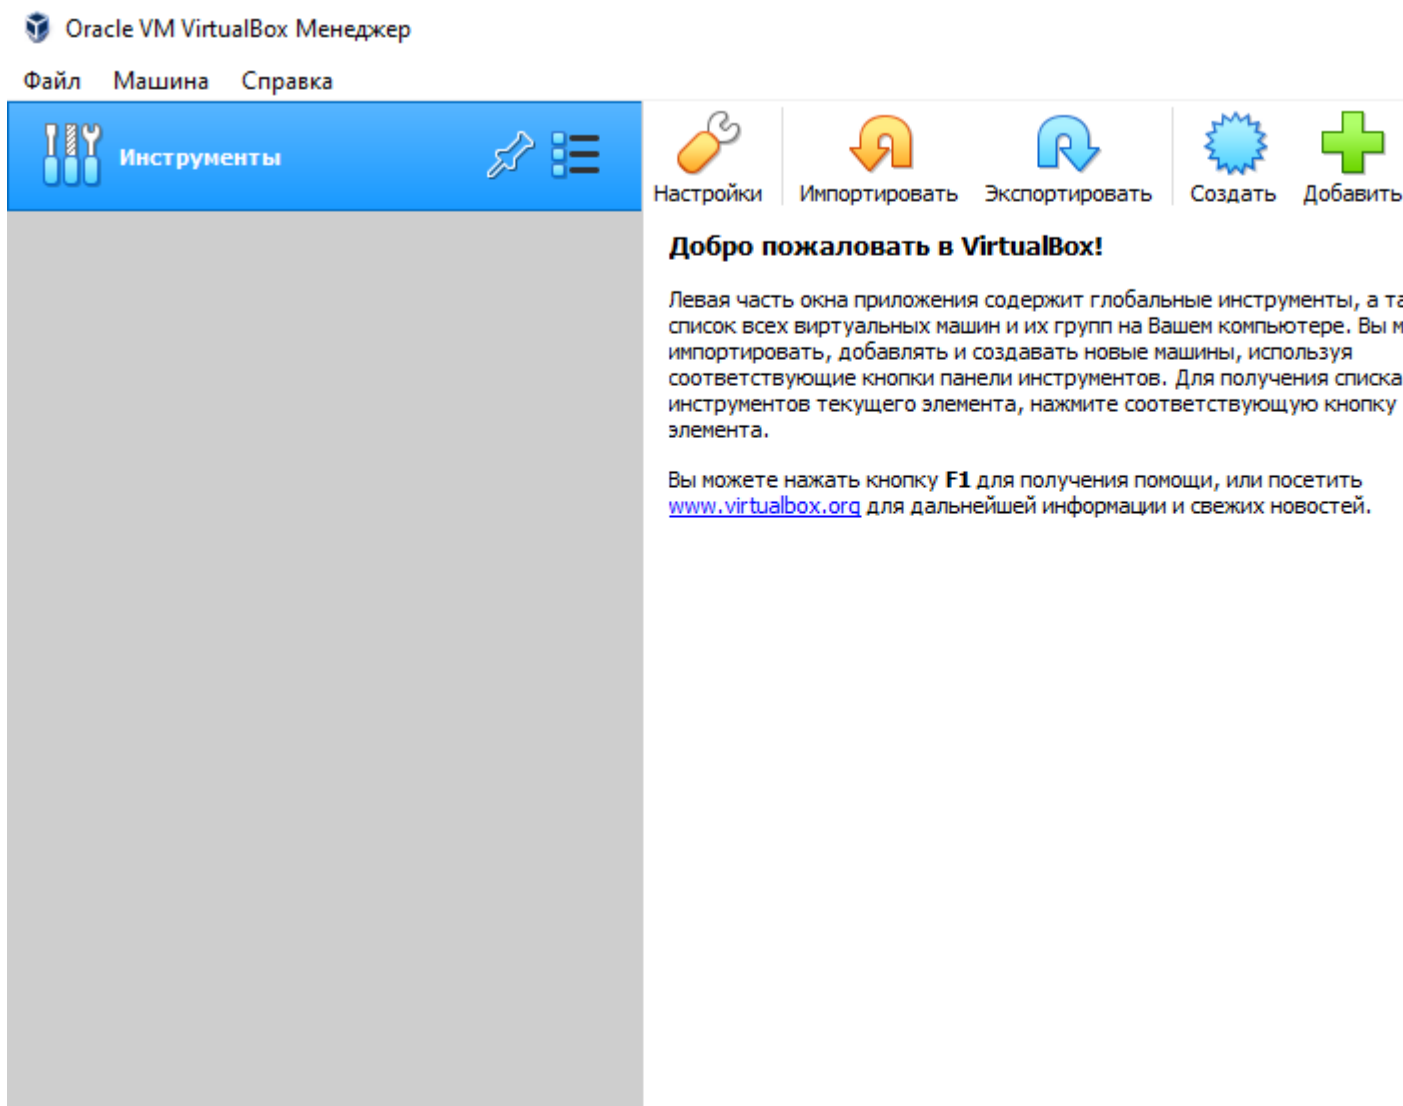 Oracle VM VirtualBox Менеджер
Файл Машина Справка
Инструменты
Настройки Импортировать Экспортировать Создать Добавить
Добро пожаловать в VirtualBox!
Левая часть окна приложения содержит глобальные инструменты, а
список всех виртуальных машин и их групп на Вашем компьютере. Вы
импортировать, добавлять и создавать новые машины, используя
соответствующие кнопки панели инструментов. Для получения списка
инструментов текущего элемента, нажмите соответствующую кнопку
элемента.
Вы можете нажать кнопку F1 для получения помощи, или посетить
www.virtualbox.org для дальнейшей информации и свежих новостей.